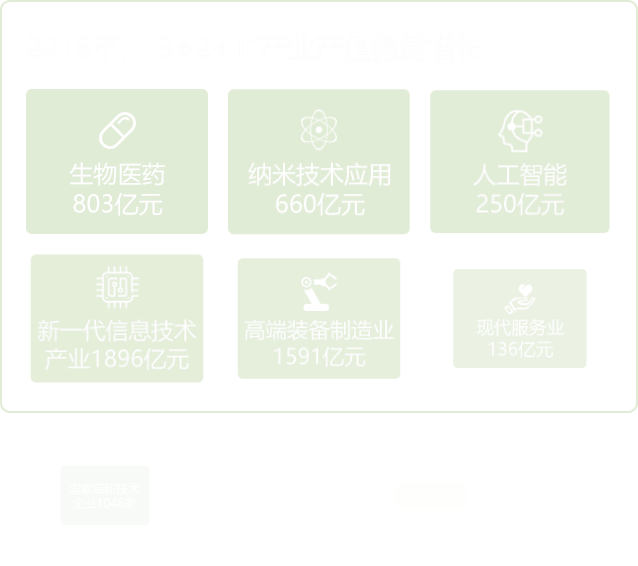 生物医药
803亿元
纳米技术应用
660亿元
人工智能
250亿元
新一代信息技术
产业1896亿元
高端装备制造业
1591亿元
现代服务业
136亿元